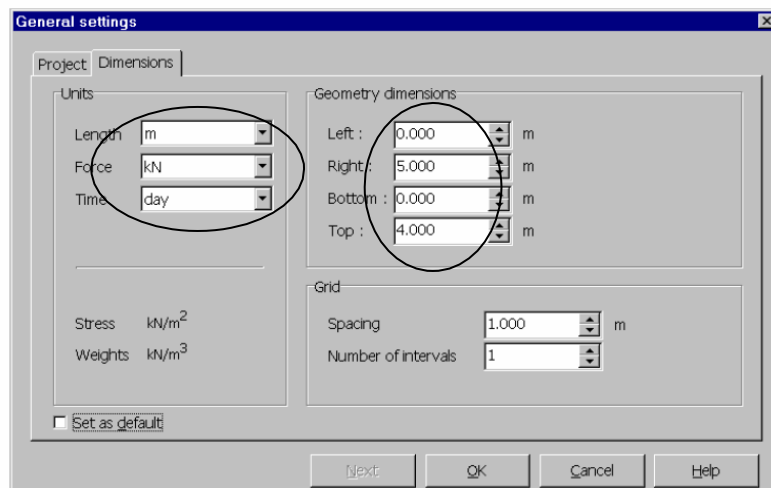 General settings
Project Dimensions
Units
Length m
Force kN
Time day
Stress kN/m²
Weights kN/m³
Set as default
Geometry dimensions
Left : 0.000 m
Right : 5.000 m
Bottom : 0.000 m
Top : 4.000 m
Grid
Spacing 1.000 m
Number of intervals 1
Next OK Cancel Help